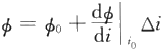 ϕ = ϕ₀ + dϕ/di |_{i₀} Δi